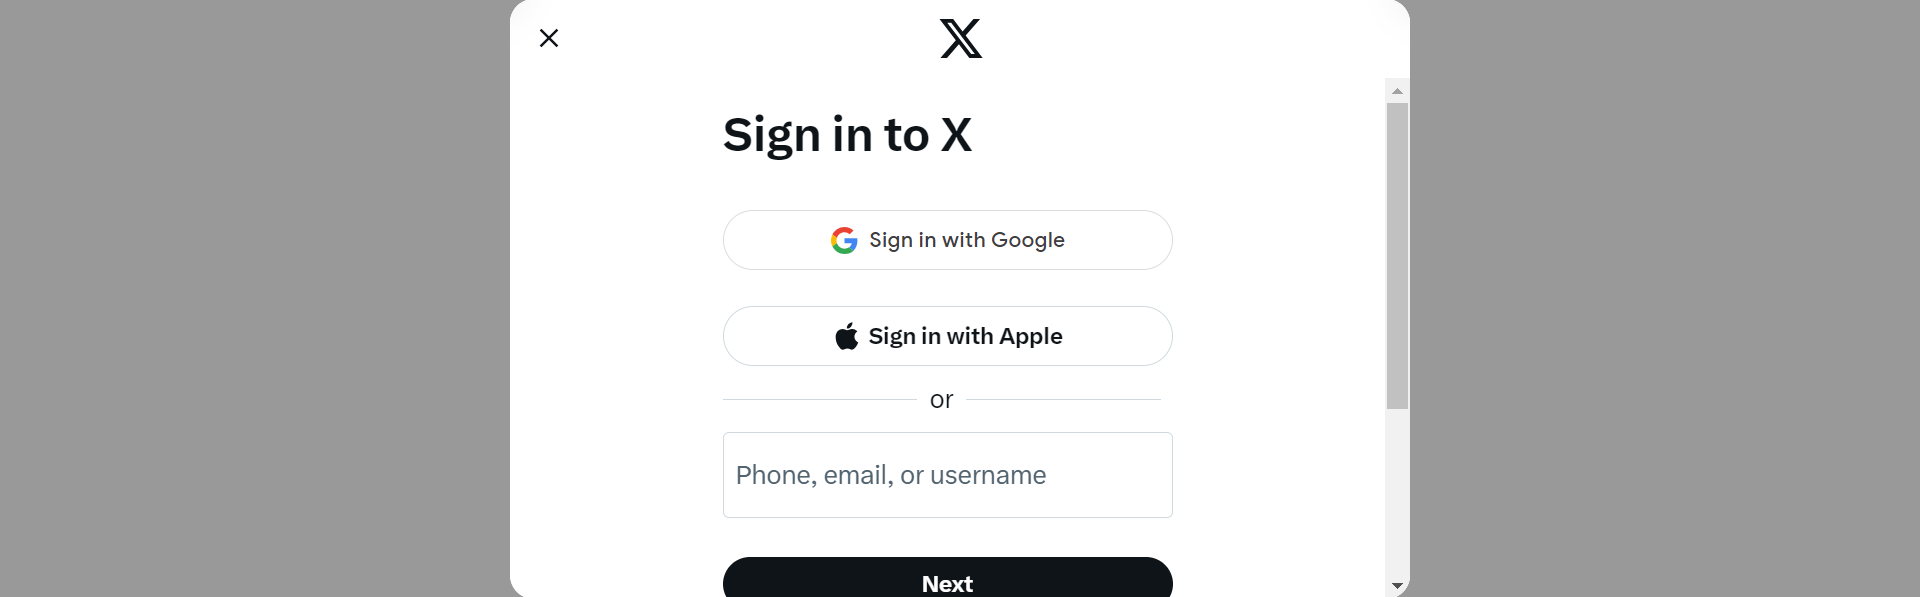 Sign in to X
Sign in with Google
Sign in with Apple
or
Phone, email, or username
Next